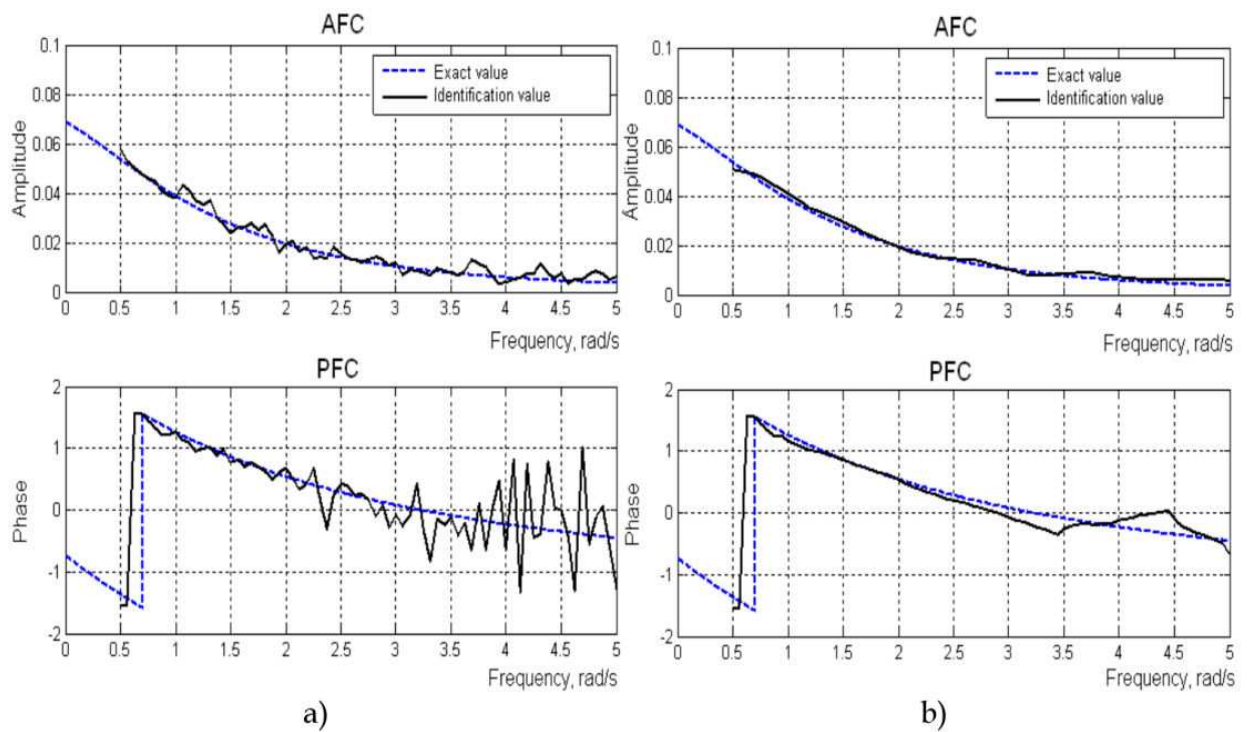 AFC
0.1
0.08
0.06
0.04
0.02
0
Amplitude
Exact value
Identification value
0 0.5 1 1.5 2 2.5 3 3.5 4 4.5 5
Frequency, rad/s
AFC
0.1
0.08
0.06
0.04
0.02
0
Amplitude
Exact value
Identification value
0 0.5 1 1.5 2 2.5 3 3.5 4 4.5 5
Frequency, rad/s
PFC
2
1
0
-1
-2
Phase
0 0.5 1 1.5 2 2.5 3 3.5 4 4.5 5
Frequency, rad/s
a)
PFC
2
1
0
-1
-2
Phase
0 0.5 1 1.5 2 2.5 3 3.5 4 4.5 5
Frequency, rad/s
b)